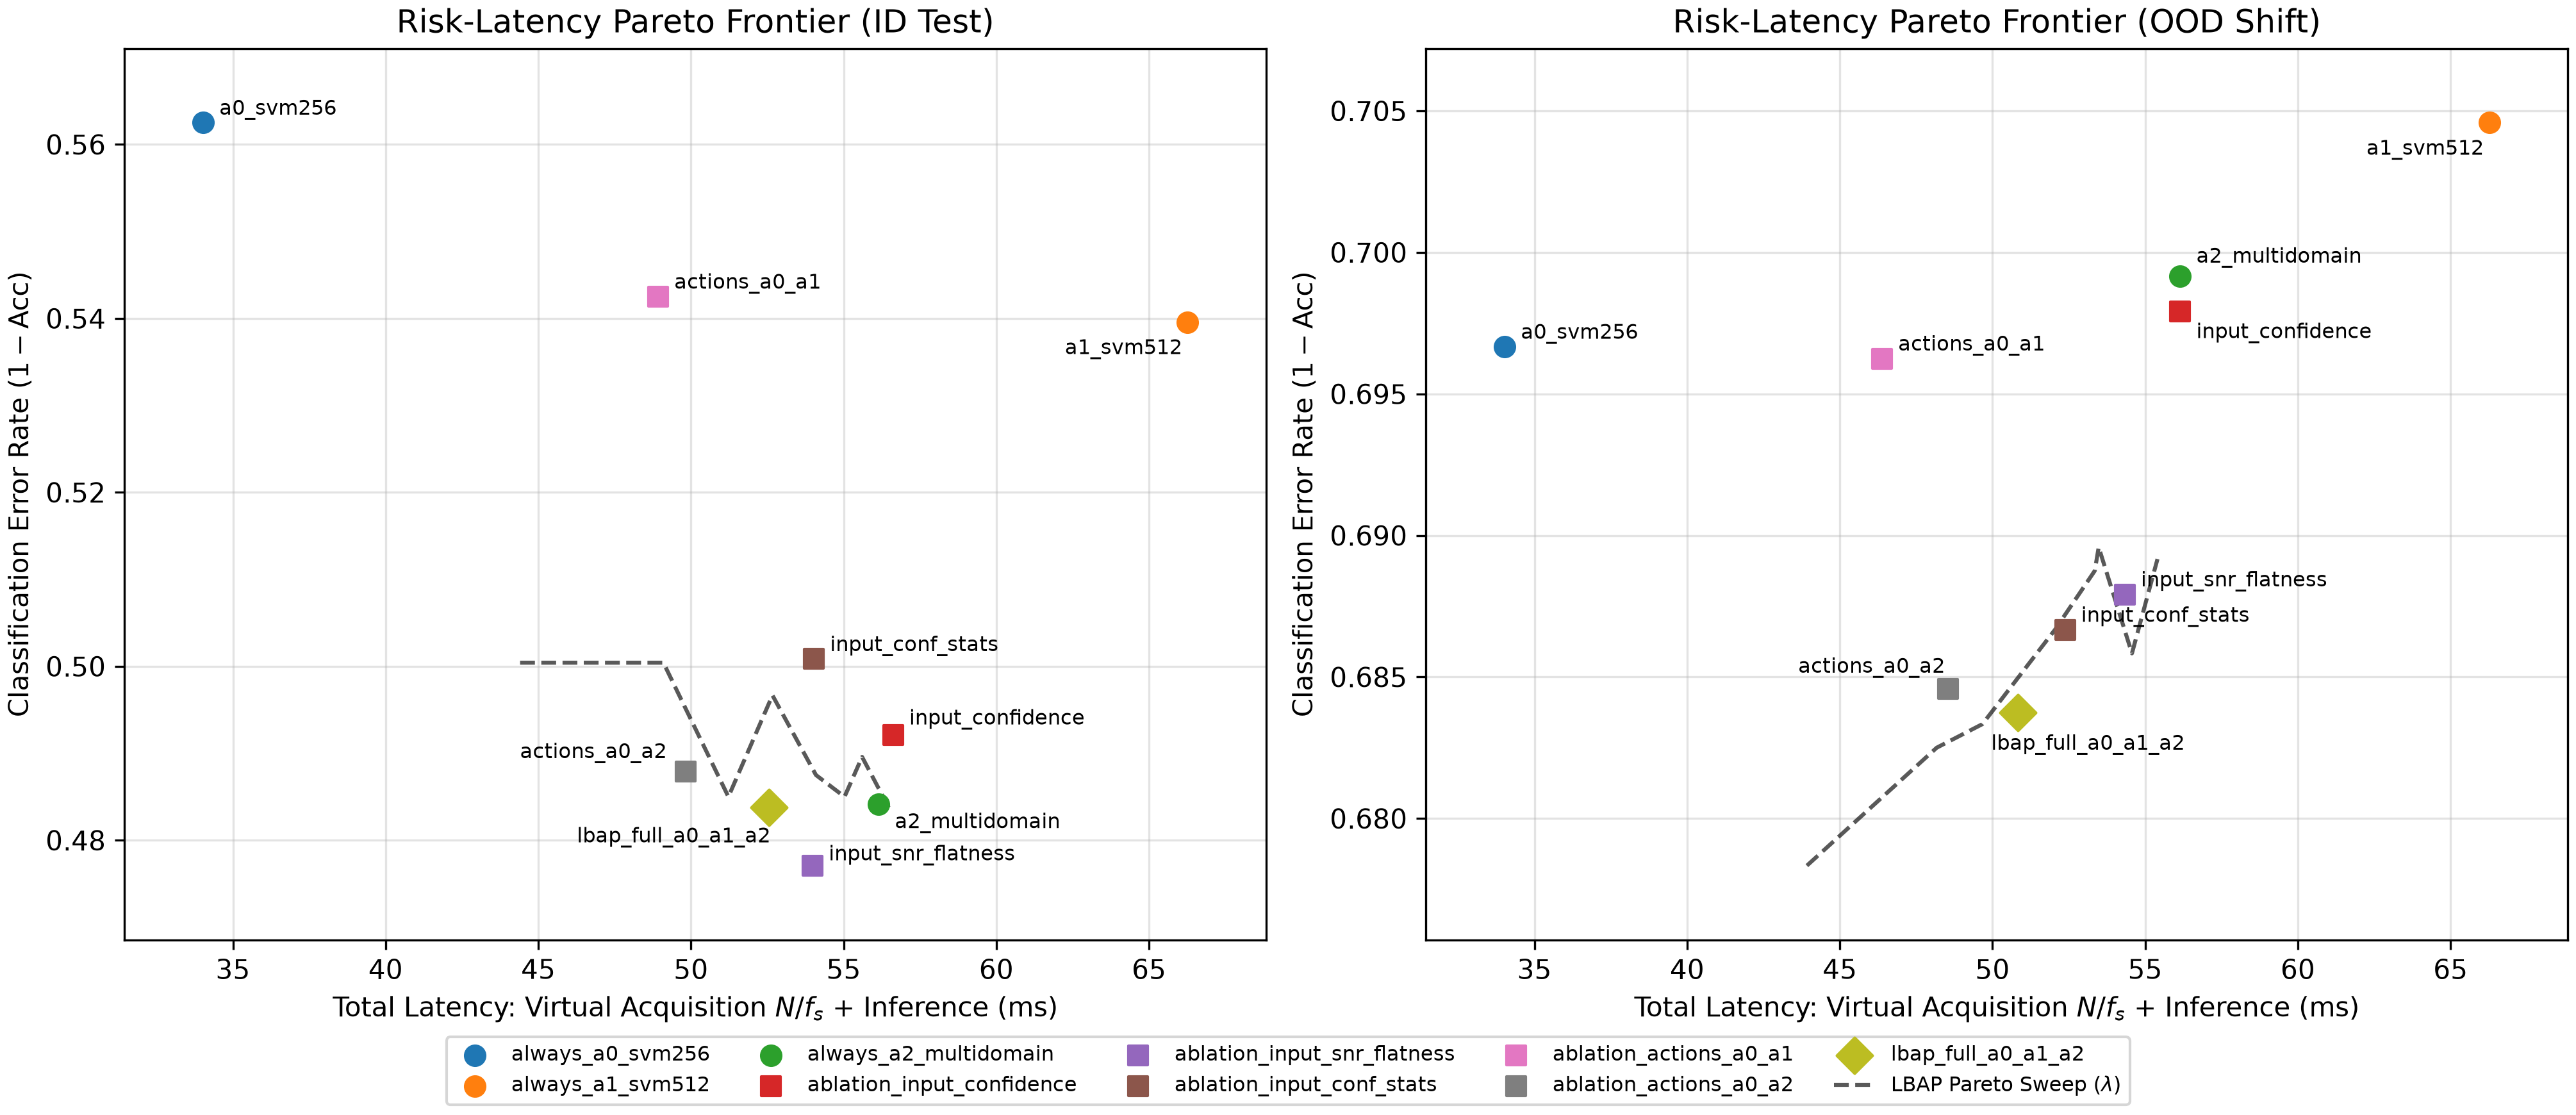 Risk-Latency Pareto Frontier (ID Test)
Classification Error Rate (1 − Acc)
0.56
0.54
0.52
0.50
0.48
a0_svm256
actions_a0_a1
a1_svm512
input_conf_stats
input_confidence
actions_a0_a2
a2_multidomain
lbap_full_a0_a1_a2
input_snr_flatness
35 40 45 50 55 60 65
Total Latency: Virtual Acquisition N/fs + Inference (ms)
Risk-Latency Pareto Frontier (OOD Shift)
Classification Error Rate (1 − Acc)
0.705
0.700
0.695
0.690
0.685
0.680
a1_svm512
a2_multidomain
input_confidence
a0_svm256
actions_a0_a1
input_snr_flatness
input_conf_stats
actions_a0_a2
lbap_full_a0_a1_a2
35 40 45 50 55 60 65
Total Latency: Virtual Acquisition N/fs + Inference (ms)
always_a0_svm256
always_a1_svm512
always_a2_multidomain
ablation_input_confidence
ablation_input_snr_flatness
ablation_input_conf_stats
ablation_actions_a0_a1
ablation_actions_a0_a2
lbap_full_a0_a1_a2
LBAP Pareto Sweep (λ)